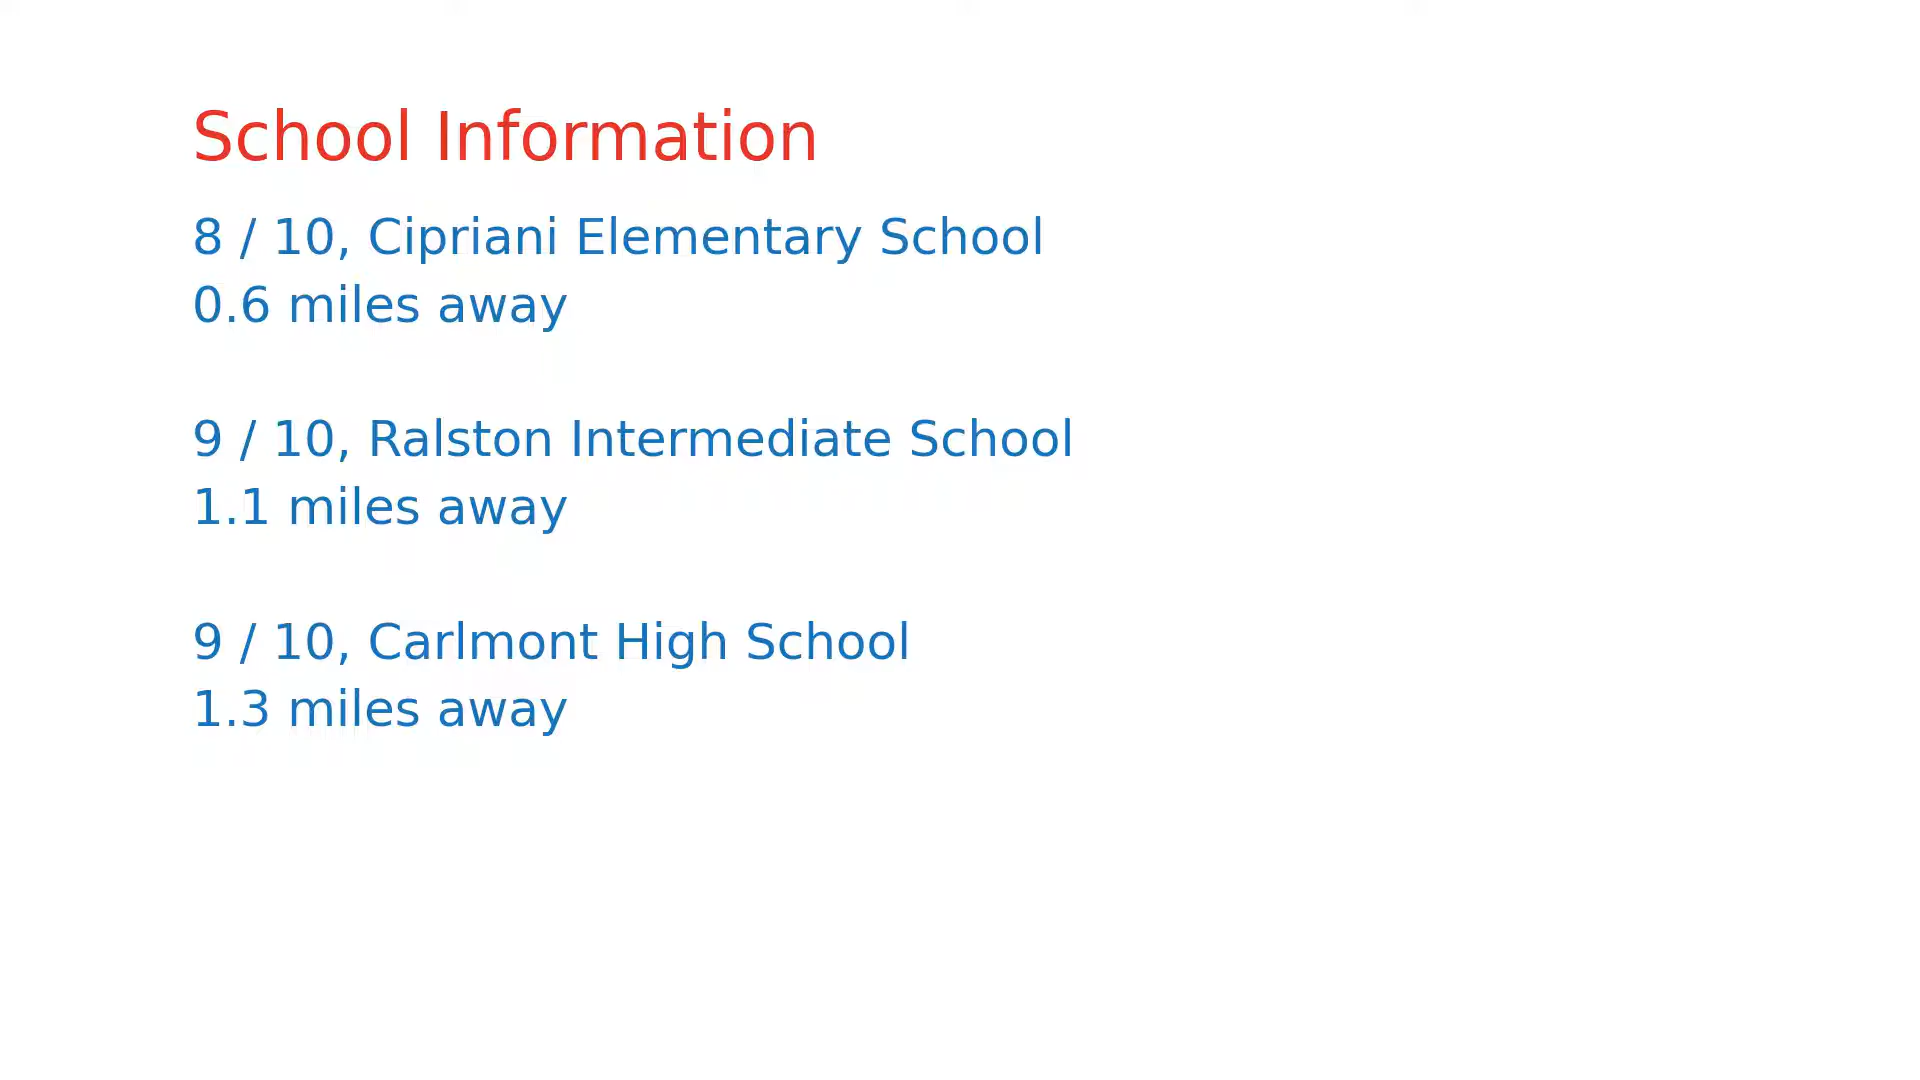 School Information
8 / 10, Cipriani Elementary School
0.6 miles away
9 / 10, Ralston Intermediate School
1.1 miles away
9 / 10, Carlmont High School
1.3 miles away